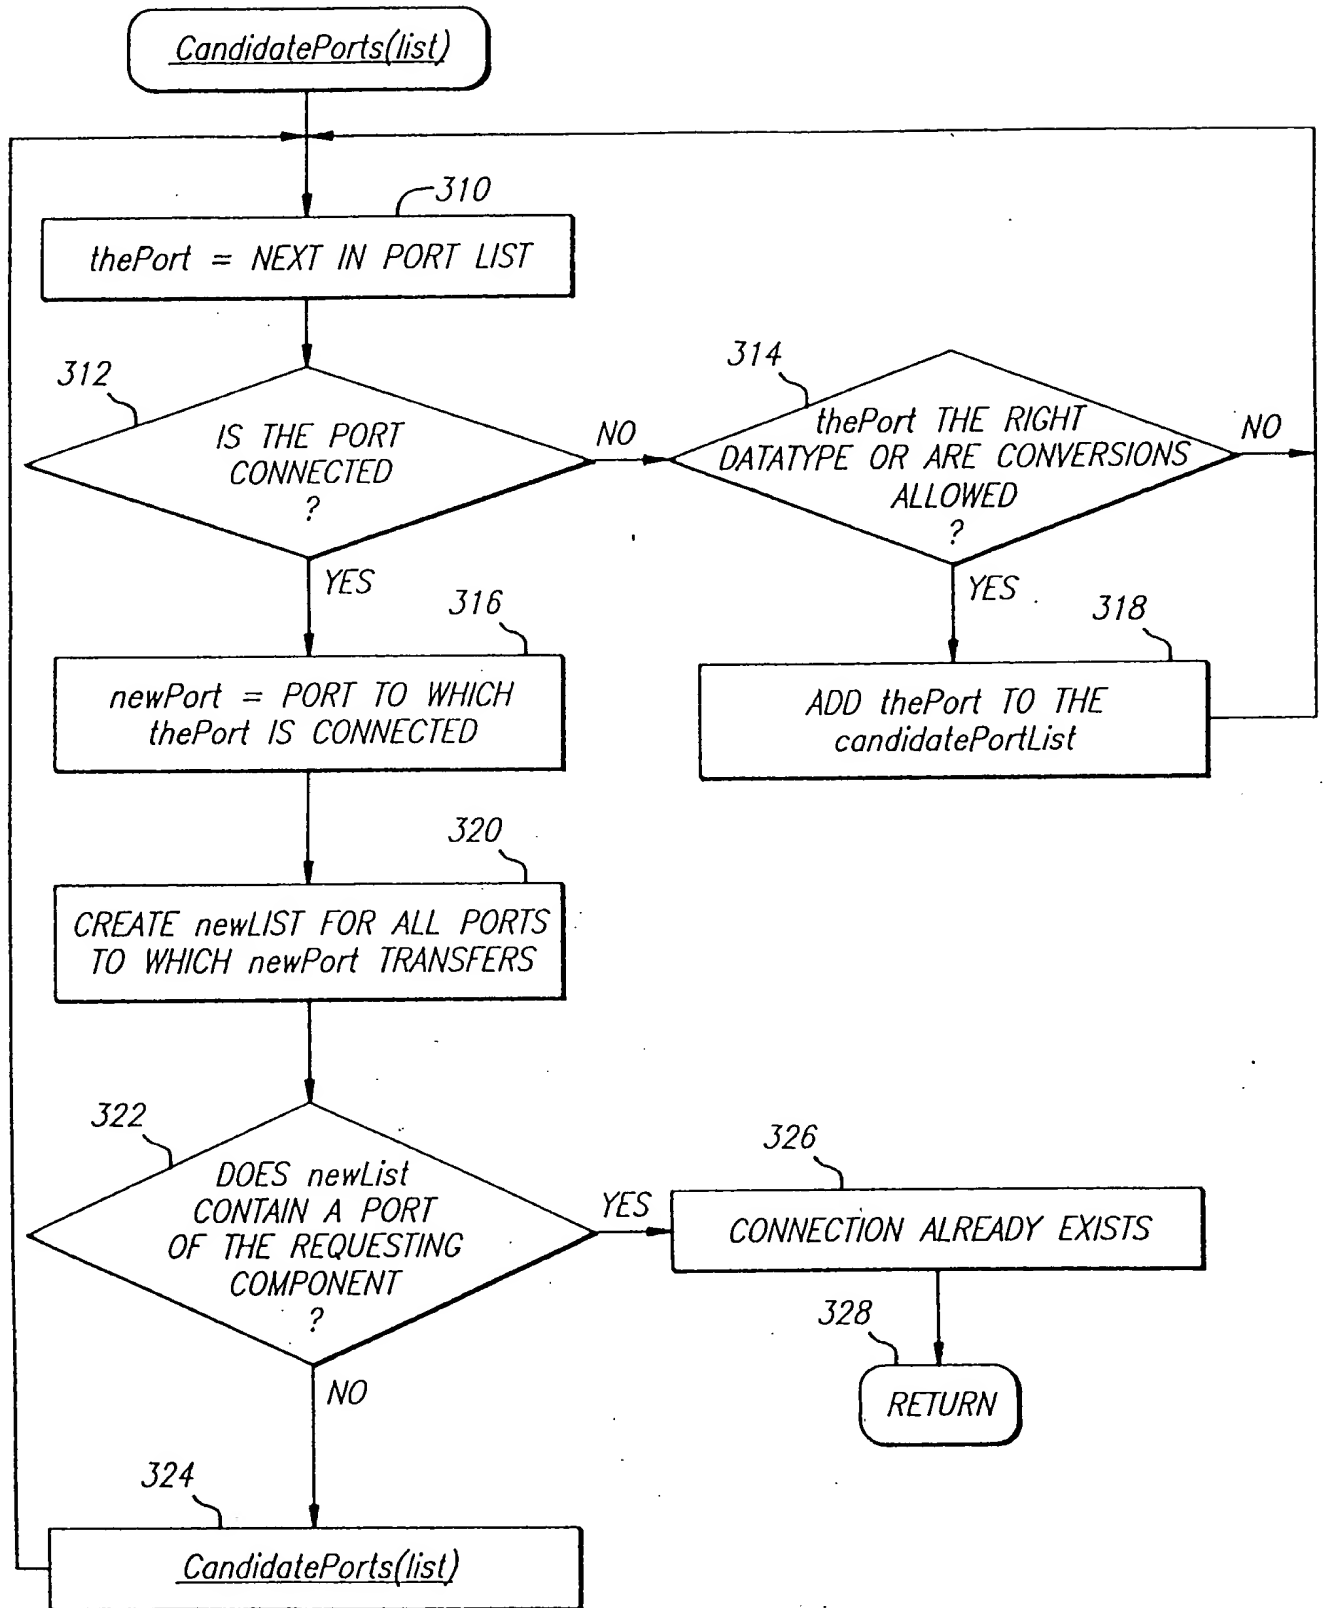 CandidatePorts(list)
310
thePort = NEXT IN PORT LIST
312
IS THE PORT
CONNECTED
?
NO
314
thePort THE RIGHT
DATATYPE OR ARE CONVERSIONS
ALLOWED
?
NO
YES
YES
316
newPort = PORT TO WHICH
thePort IS CONNECTED
318
ADD thePort TO THE
candidatePortList
320
CREATE newLIST FOR ALL PORTS
TO WHICH newPort TRANSFERS
322
DOES newList
CONTAIN A PORT
OF THE REQUESTING
COMPONENT
?
YES
326
CONNECTION ALREADY EXISTS
328
RETURN
NO
324
CandidatePorts(list)